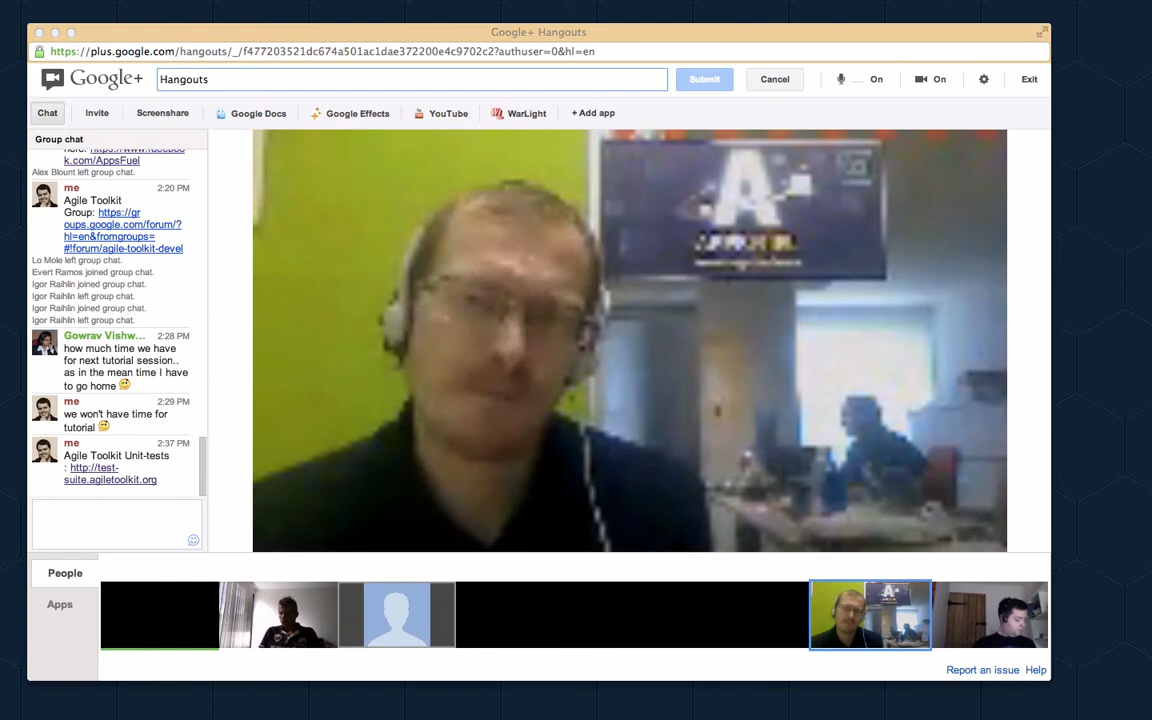 Google+ Hangouts
https://plus.google.com/hangouts/_/f477203521dc674a501ac1dae372200e4c9702c2?authuser=0&hl=en
Google+
Hangouts
Submit
Cancel
..... On
On
Exit
Chat
Invite
Screenshare
Google Docs
Google Effects
YouTube
WarLight
+ Add app
Group chat
here: https://www.faceboo
k.com/AppsFuel
Alex Blount left group chat.
me 2:20 PM
Agile Toolkit
Group: https://gr
oups.google.com/forum/?
hl=en&fromgroups=
#!forum/agile-toolkit-devel
Lo Mole left group chat.
Evert Ramos joined group chat.
Igor Raihlin joined group chat.
Igor Raihlin left group chat.
Igor Raihlin joined group chat.
Igor Raihlin left group chat.
Gowrav Vishw... 2:28 PM
how much time we have
for next tutorial session..
as in the mean time I have
to go home
me 2:29 PM
we won't have time for
tutorial
me 2:37 PM
Agile Toolkit Unit-tests
: http://test-
suite.agiletoolkit.org
A
People
Apps
Report an issue
Help